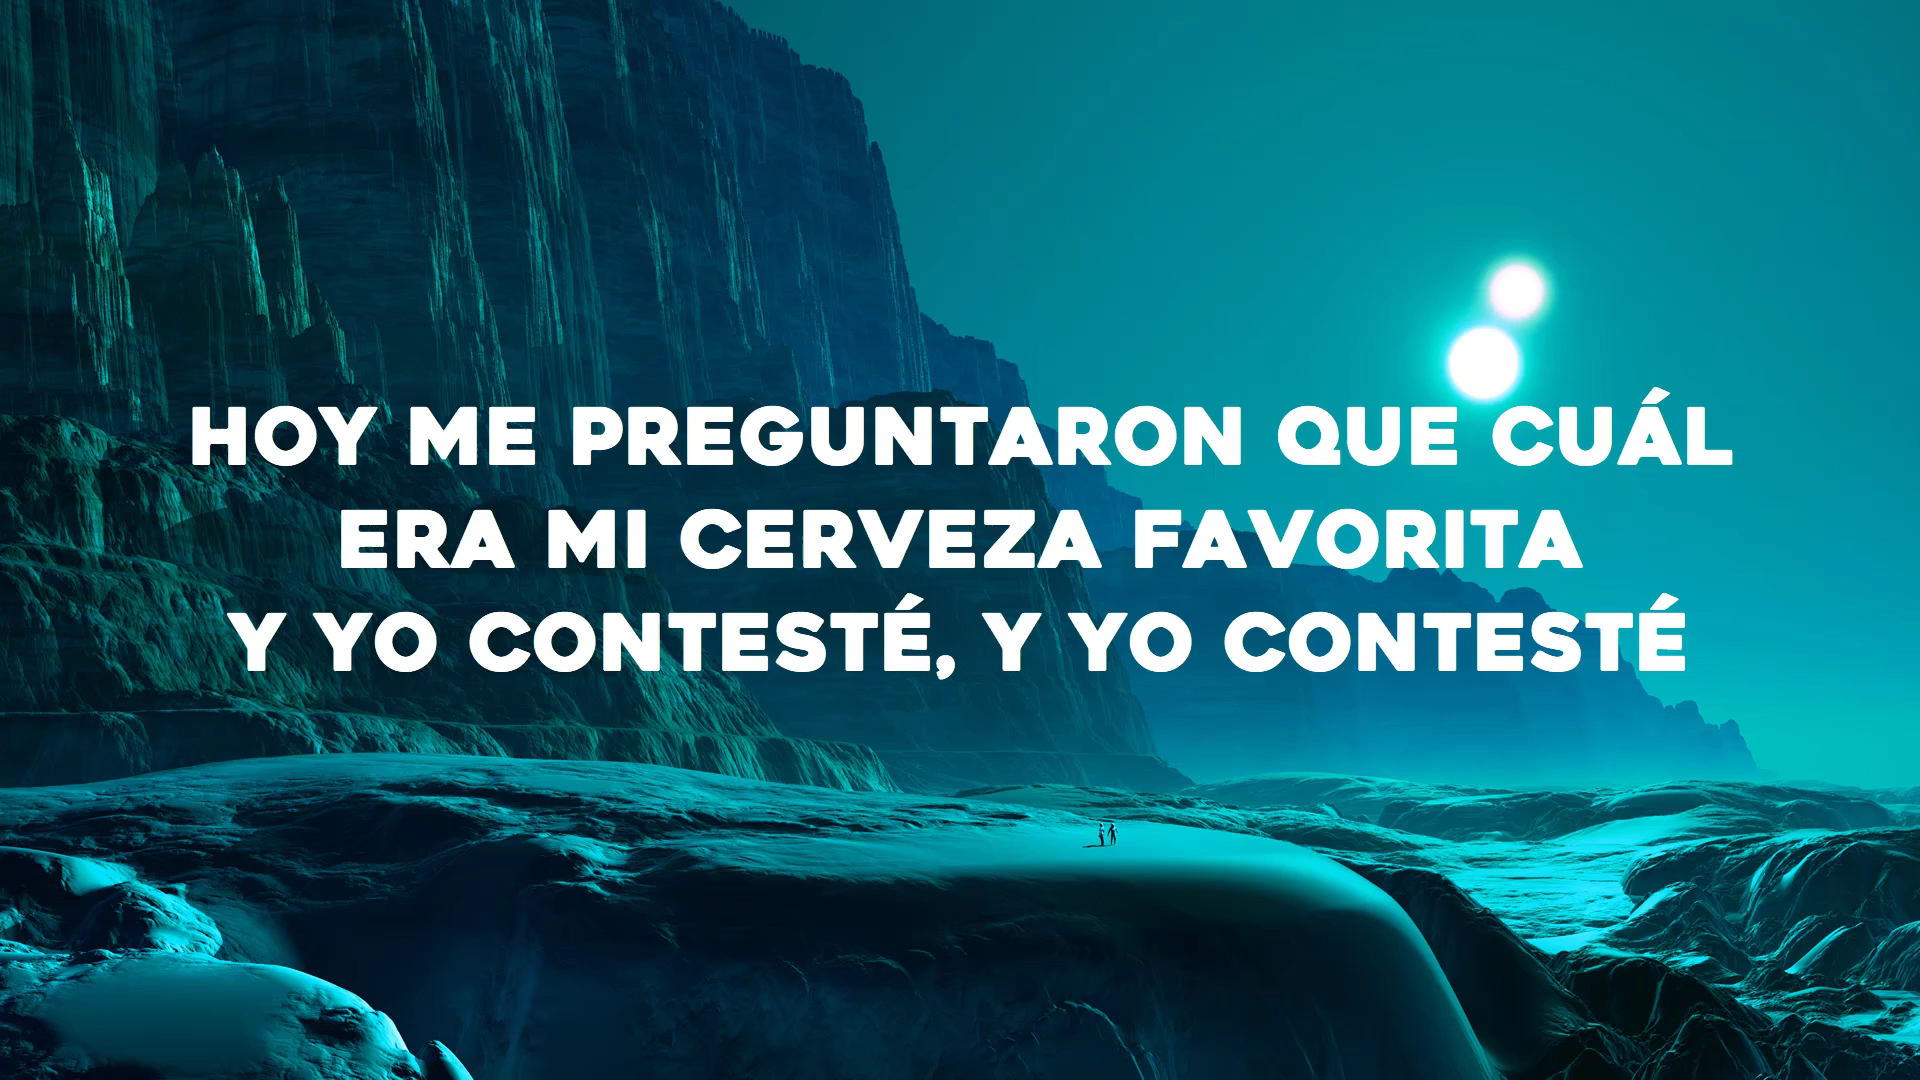 HOY ME PREGUNTARON QUE CUÁL
ERA MI CERVEZA FAVORITA
Y YO CONTESTÉ, Y YO CONTESTÉ